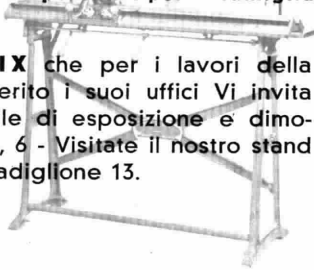 IX che per i lavori della
erito i suoi uffici Vi invita
le di esposizione e dimo-
, 6 - Visitate il nostro stand
adiglione 13.